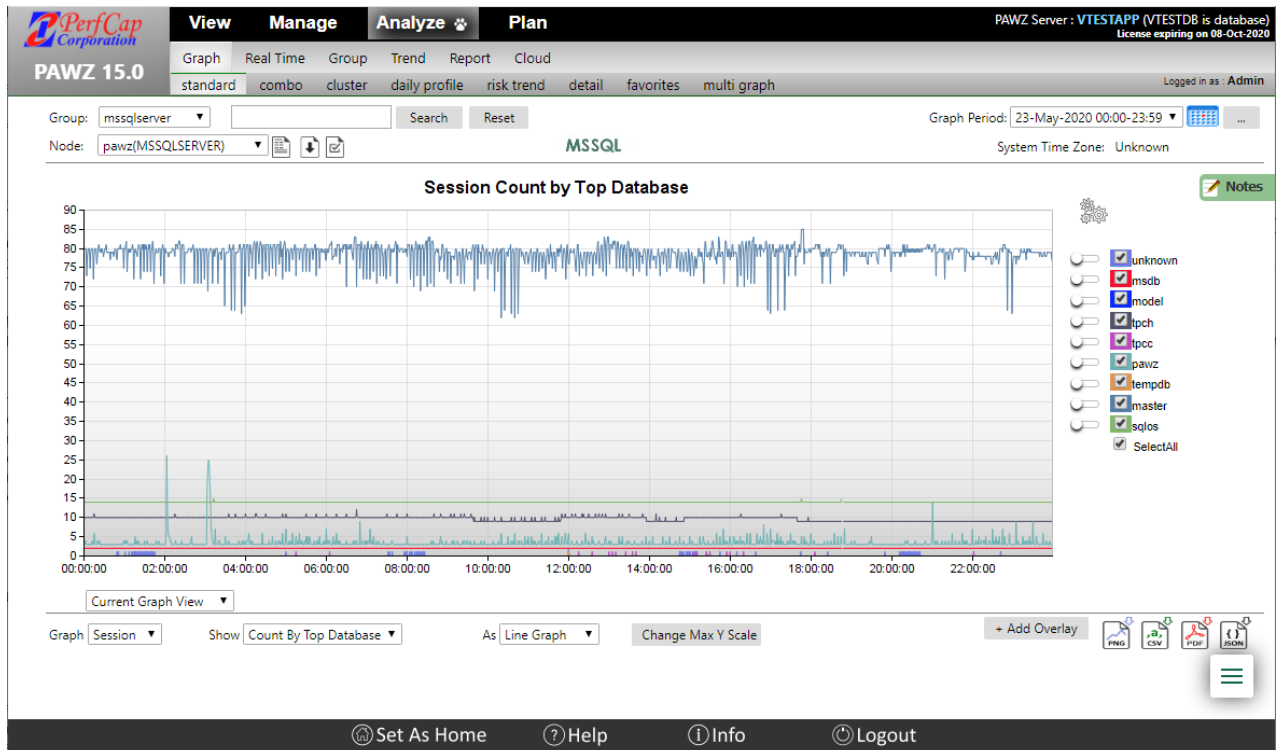 PerfCap
Corporation
PAWZ 15.0
View Manage Analyze Plan
PAWZ Server : VTESTAPP (VTESTDB is database)
License expiring on 08-Oct-2020
Graph Real Time Group Trend Report Cloud
standard combo cluster daily profile risk trend detail favorites multi graph
Logged in as : Admin
Group: mssqlserver Search Reset
Graph Period: 23-May-2020 00:00-23:59 ...
Node: pawz(MSSQLSERVER)
MSSQL
System Time Zone: Unknown
Session Count by Top Database
Notes
90
85
80
75
70
65
60
55
50
45
40
35
30
25
20
15
10
5
0
00:00:00 02:00:00 04:00:00 06:00:00 08:00:00 10:00:00 12:00:00 14:00:00 16:00:00 18:00:00 20:00:00 22:00:00
unknown
msdb
model
tpch
tpcc
pawz
tempdb
master
sqlos
SelectAll
Current Graph View
Graph Session Show Count By Top Database As Line Graph Change Max Y Scale
+ Add Overlay
PNG
,a,
CSV
PDF
{ }
JSON
Set As Home ? Help i Info Logout